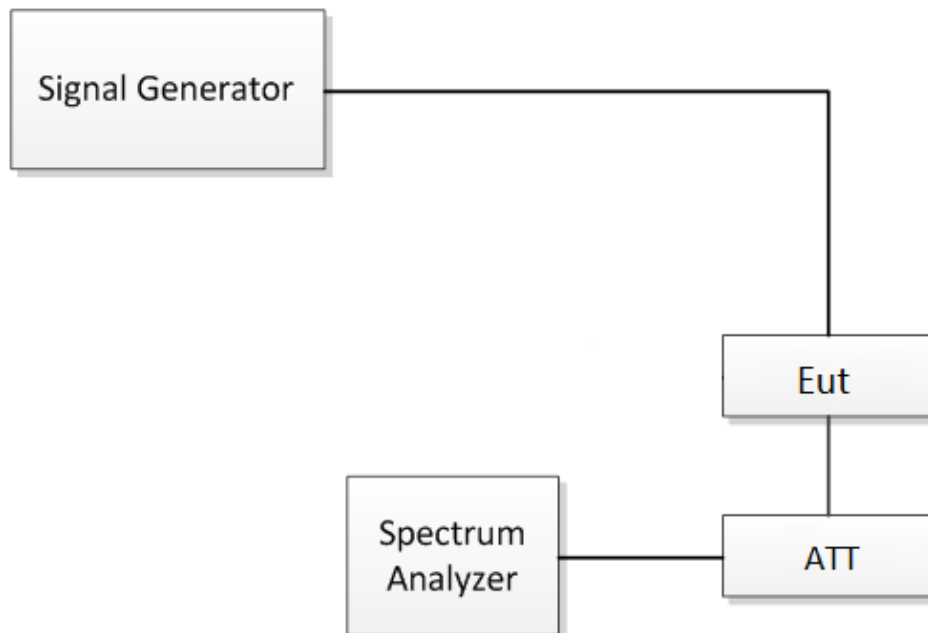 Signal Generator
Eut
Spectrum
Analyzer
ATT